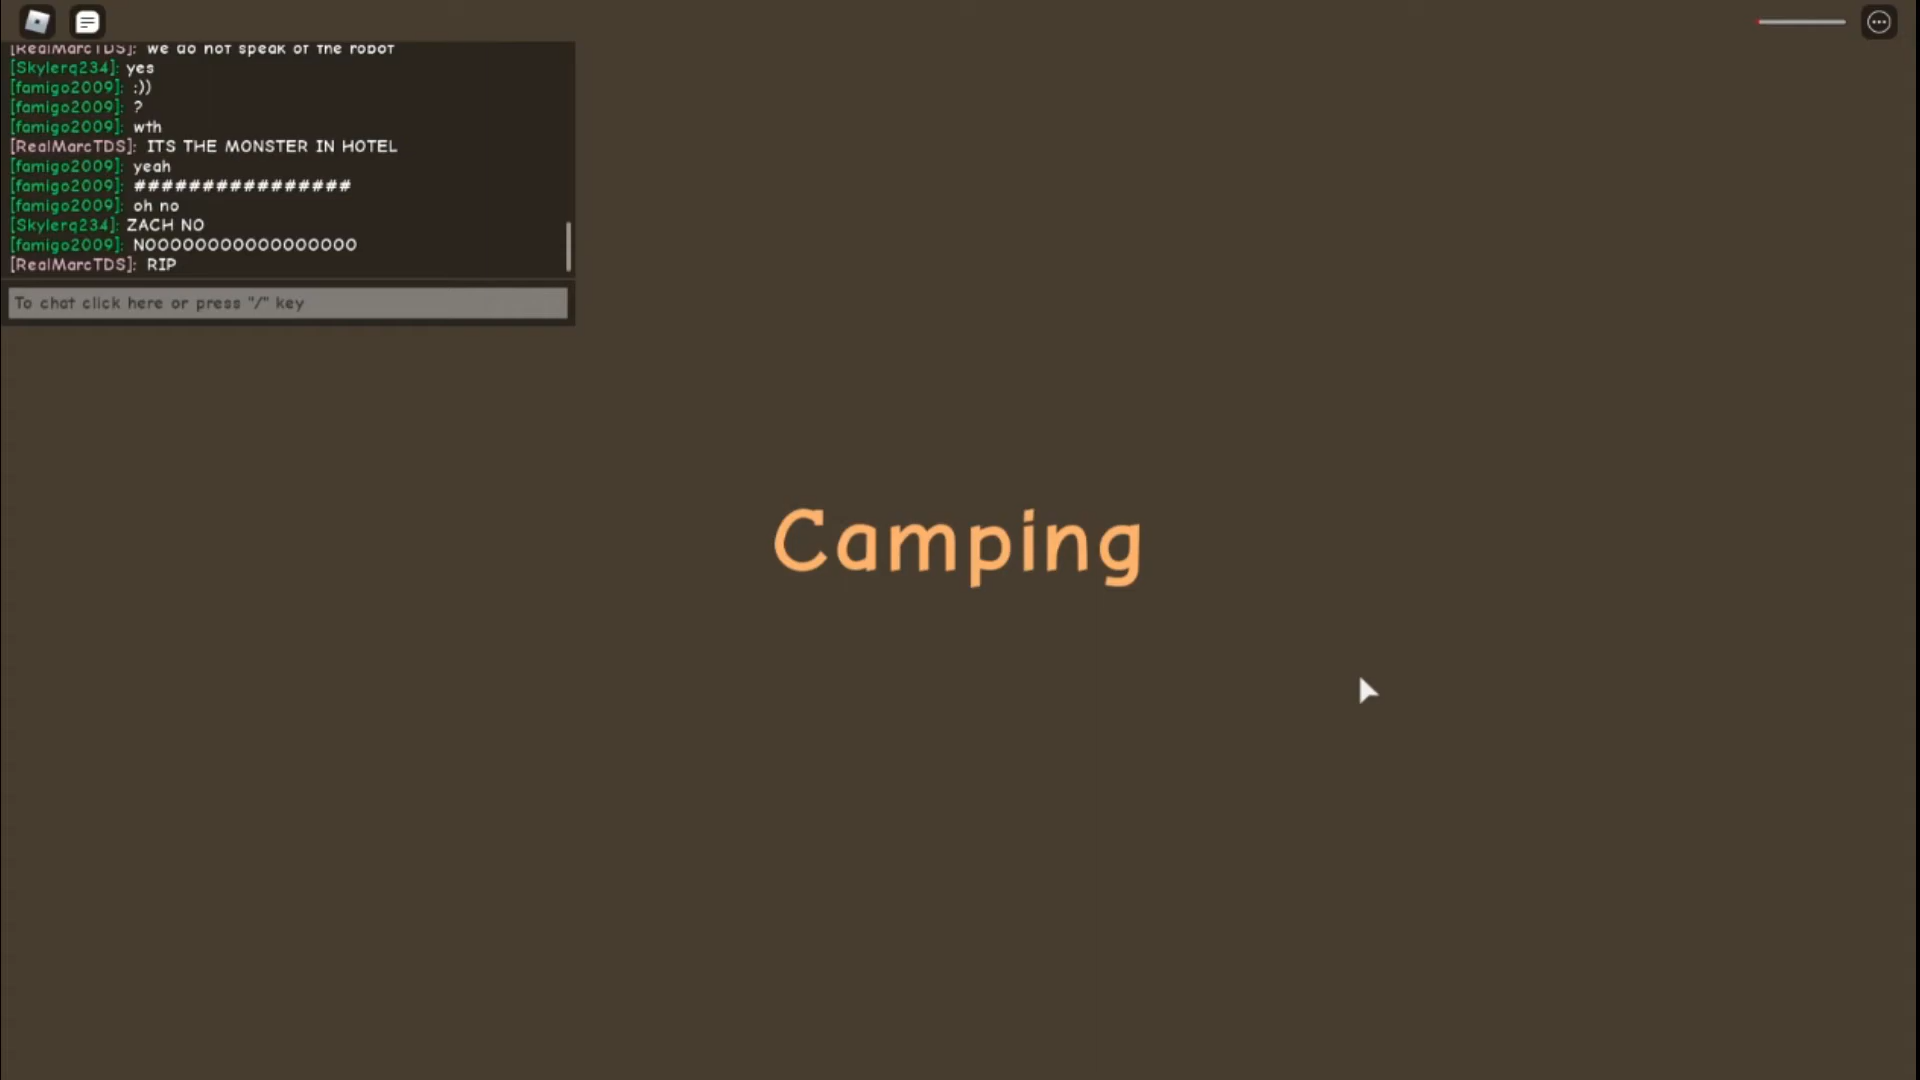 [RealMarcTDS]: we do not speak of the robot
[Skylerq234]: yes
[famigo2009]: :))
[famigo2009]: ?
[famigo2009]: wth
[RealMarcTDS]: ITS THE MONSTER IN HOTEL
[famigo2009]: yeah
[famigo2009]: ################
[famigo2009]: oh no
[Skylerq234]: ZACH NO
[famigo2009]: NOOOOOOOOOOOOOOOOO
[RealMarcTDS]: RIP
To chat click here or press "/" key
Camping